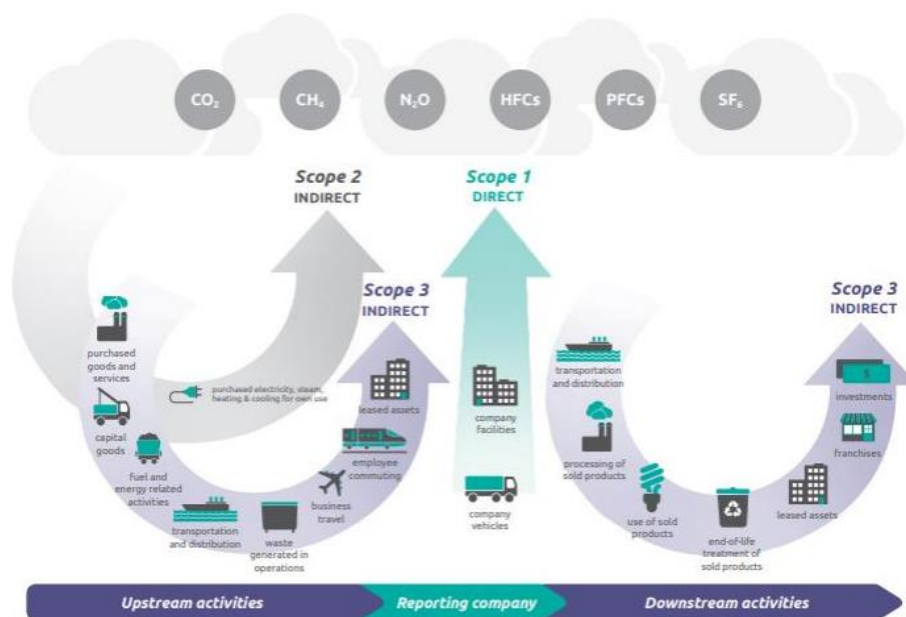 CO₂ CH₄ N₂O HFCs PFCs SF₆
Scope 2
INDIRECT
Scope 1
DIRECT
Scope 3
INDIRECT
Scope 3
INDIRECT
purchased
goods and
services
capital
goods
fuel and
energy related
activities
transportation
and distribution
waste
generated in
operations
business
travel
employee
commuting
leased assets
purchased electricity, steam,
heating & cooling for own use
company
facilities
company
vehicles
transportation
and distribution
processing of
sold products
use of sold
products
end-of-life
treatment of
sold products
leased assets
franchises
$
investments
Upstream activities
Reporting company
Downstream activities